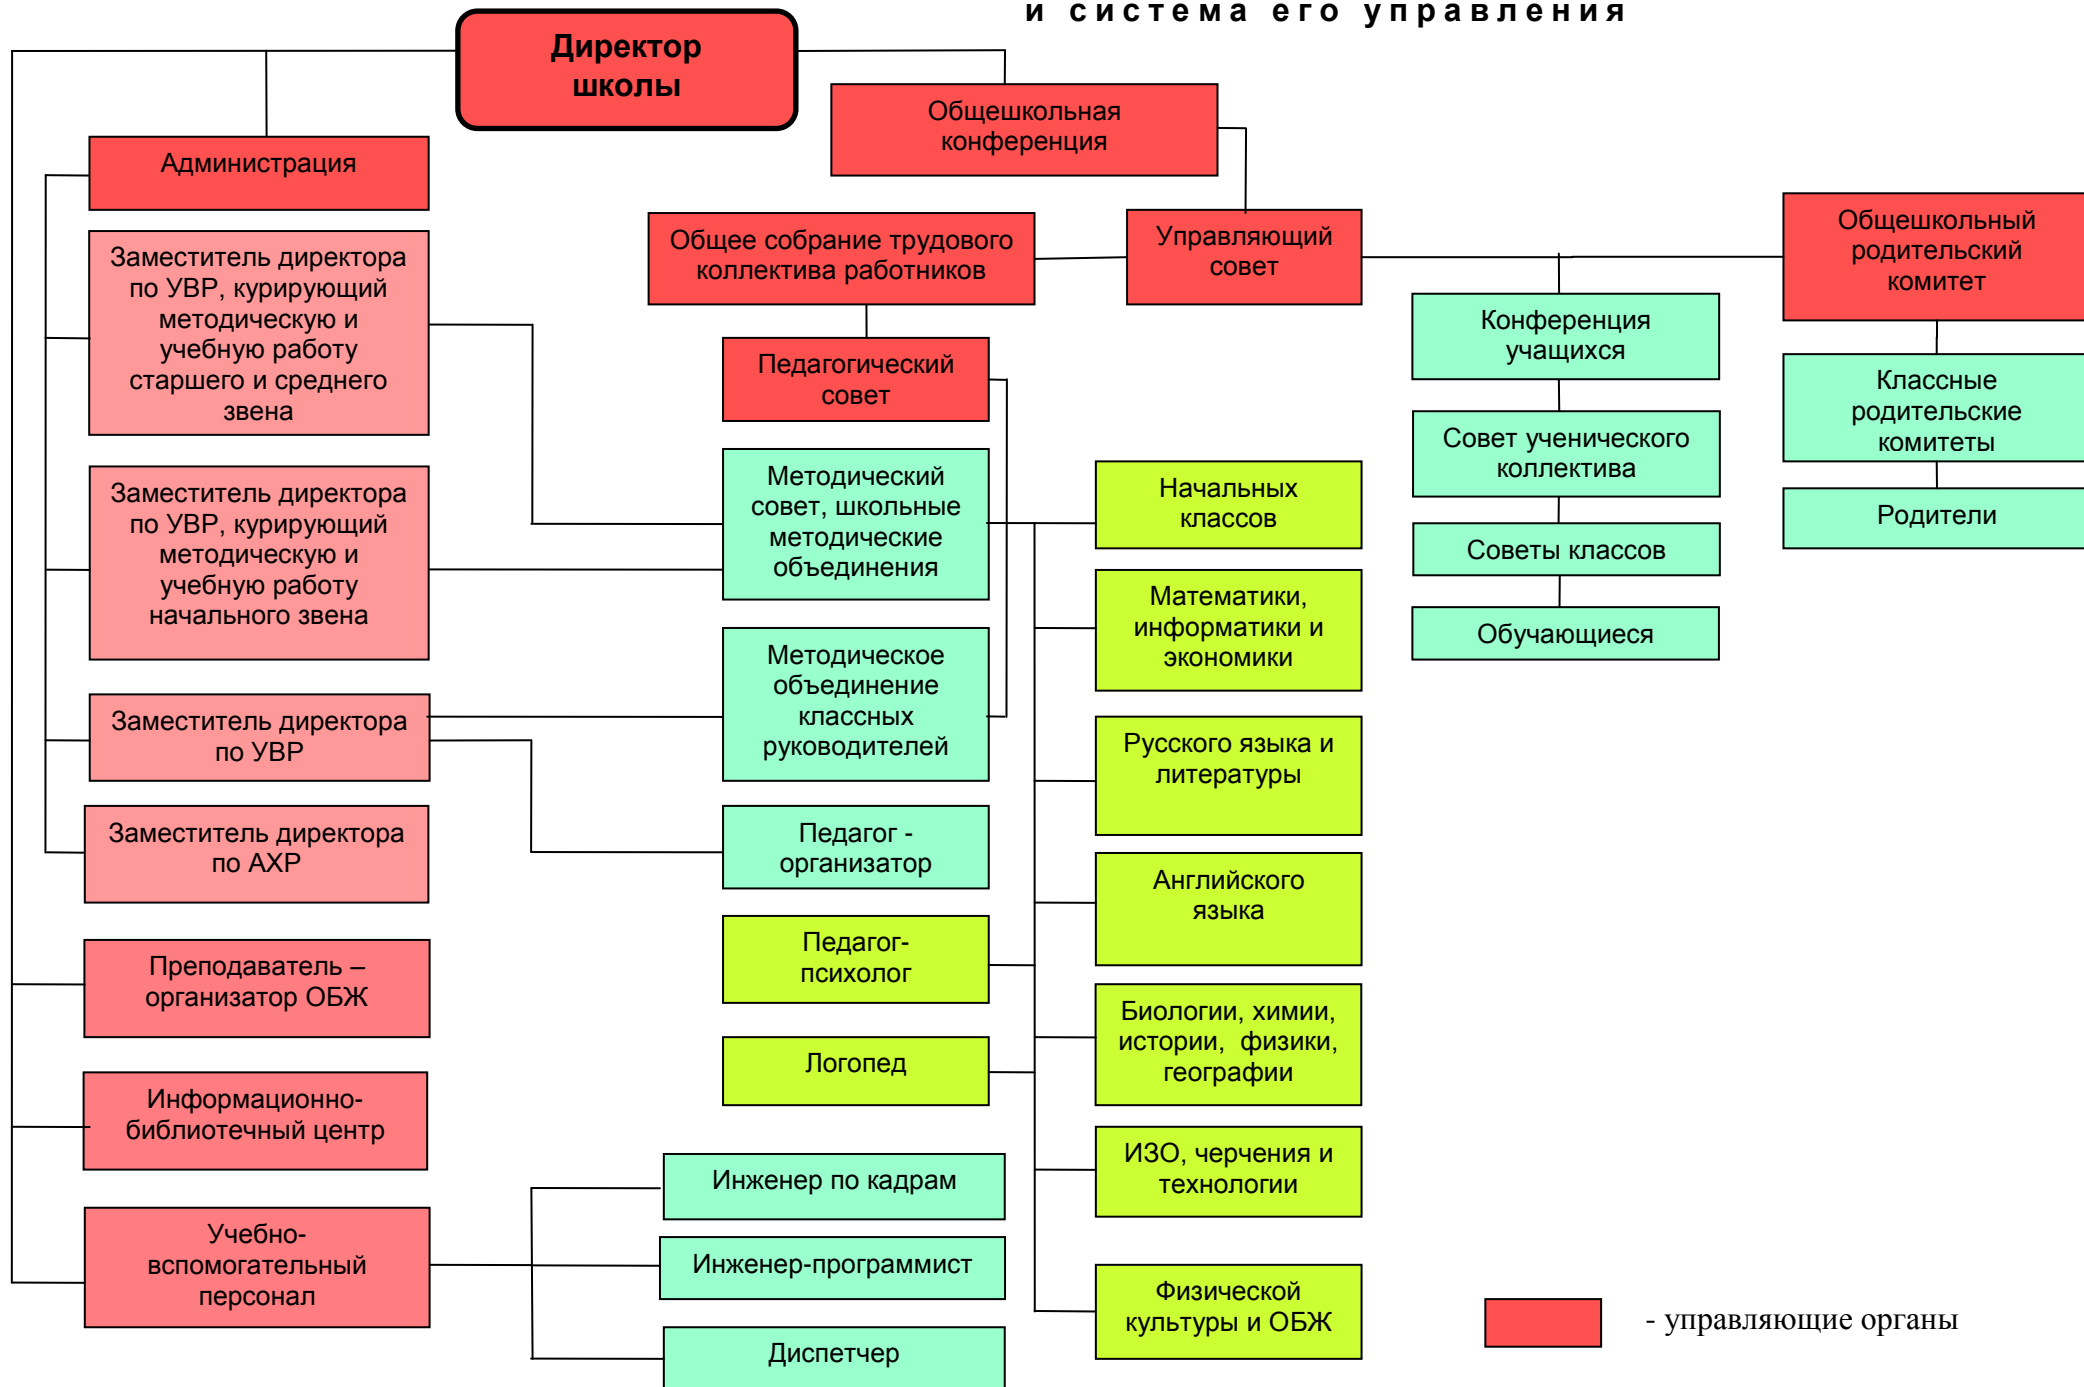 и система его управления
Директор
школы
Общешкольная
конференция
Администрация
Общее собрание трудового
коллектива работников
Управляющий
совет
Общешкольный
родительский
комитет
Заместитель директора
по УВР, курирующий
методическую и
учебную работу
старшего и среднего
звена
Педагогический
совет
Конференция
учащихся
Классные
родительские
комитеты
Совет ученического
коллектива
Родители
Советы классов
Обучающиеся
Заместитель директора
по УВР, курирующий
методическую и
учебную работу
начального звена
Методический
совет, школьные
методические
объединения
Начальных
классов
Математики,
информатики и
экономики
Заместитель директора
по УВР
Методическое
объединение
классных
руководителей
Русского языка и
литературы
Заместитель директора
по АХР
Педагог -
организатор
Английского
языка
Преподаватель –
организатор ОБЖ
Педагог-
психолог
Биологии, химии,
истории, физики,
географии
Информационно-
библиотечный центр
Логопед
ИЗО, черчения и
технологии
Учебно-
вспомогательный
персонал
Инженер по кадрам
Инженер-программист
Диспетчер
Физической
культуры и ОБЖ
- управляющие органы